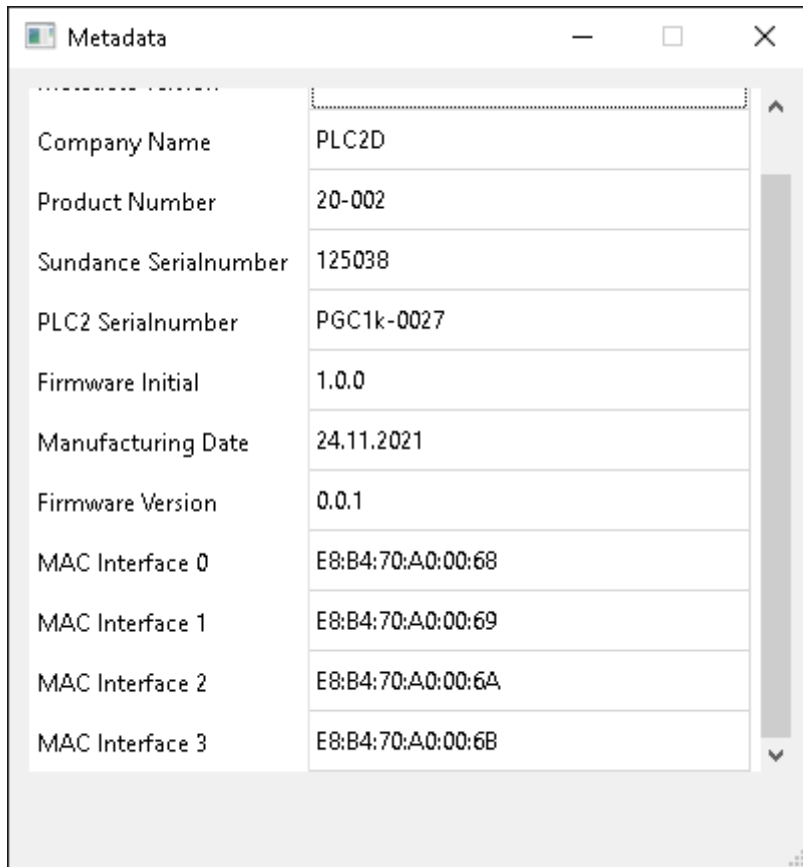 Metadata
Company Name PLC2D
Product Number 20-002
Sundance Serialnumber 125038
PLC2 Serialnumber PGC1k-0027
Firmware Initial 1.0.0
Manufacturing Date 24.11.2021
Firmware Version 0.0.1
MAC Interface 0 E8:B4:70:A0:00:68
MAC Interface 1 E8:B4:70:A0:00:69
MAC Interface 2 E8:B4:70:A0:00:6A
MAC Interface 3 E8:B4:70:A0:00:6B